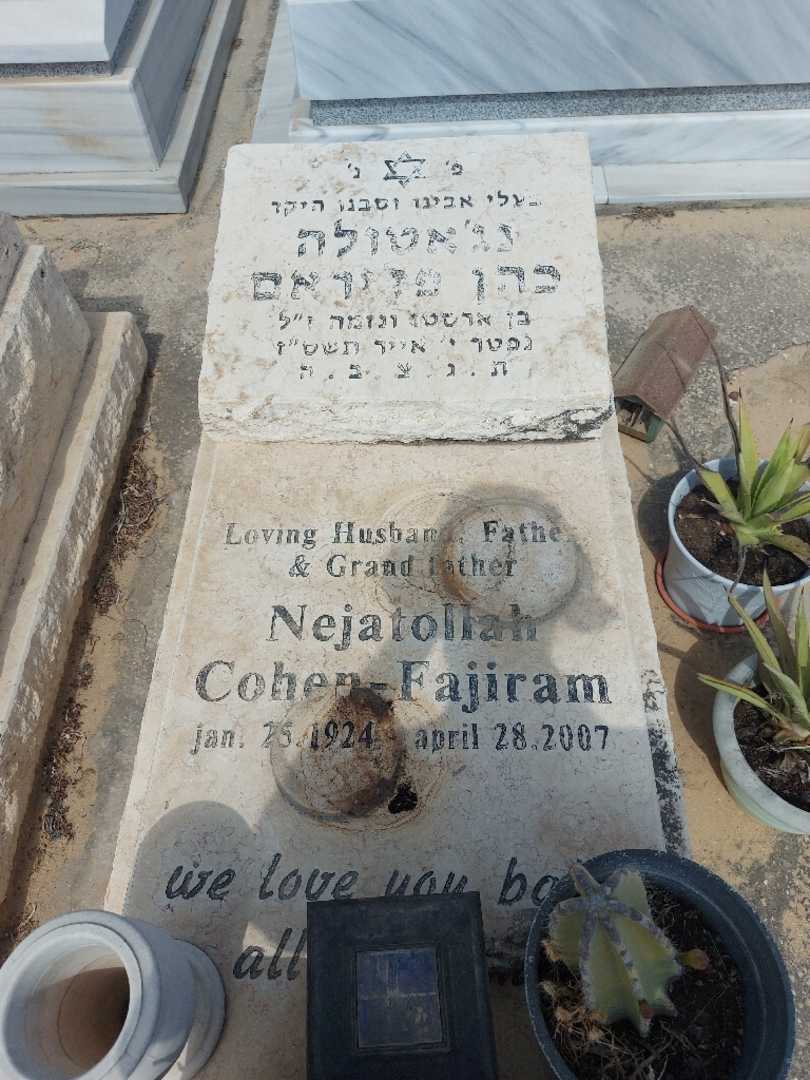 פ' נ'
בעלי אבינו וסבנו היקר
נג'אטולה
כהן פג'יראם
בן ארשטו ונזמה ז"ל
נפטר י' אייר תשס"ז
ת . נ . צ . ב . ה
Loving Husband, Father
& Grand father
Nejatollah
Cohen-Fajiram
jan. 25.1924 april 28.2007
we love you
all